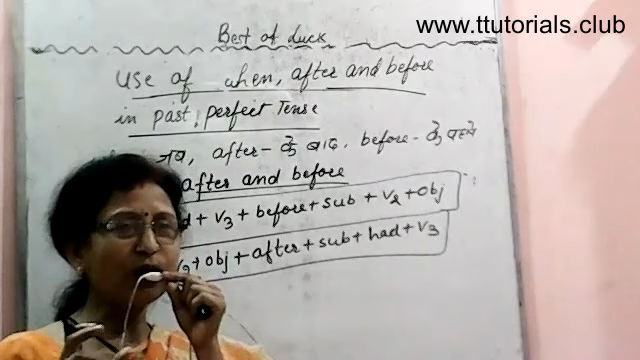 www.ttutorials.club
Best of Luck
Use of when, after and before
in past perfect Tense
जब, after - के बाद, before - के पहले
after and before
+ V3 + before + sub + V2 + obj
+ obj + after + sub + had + V3